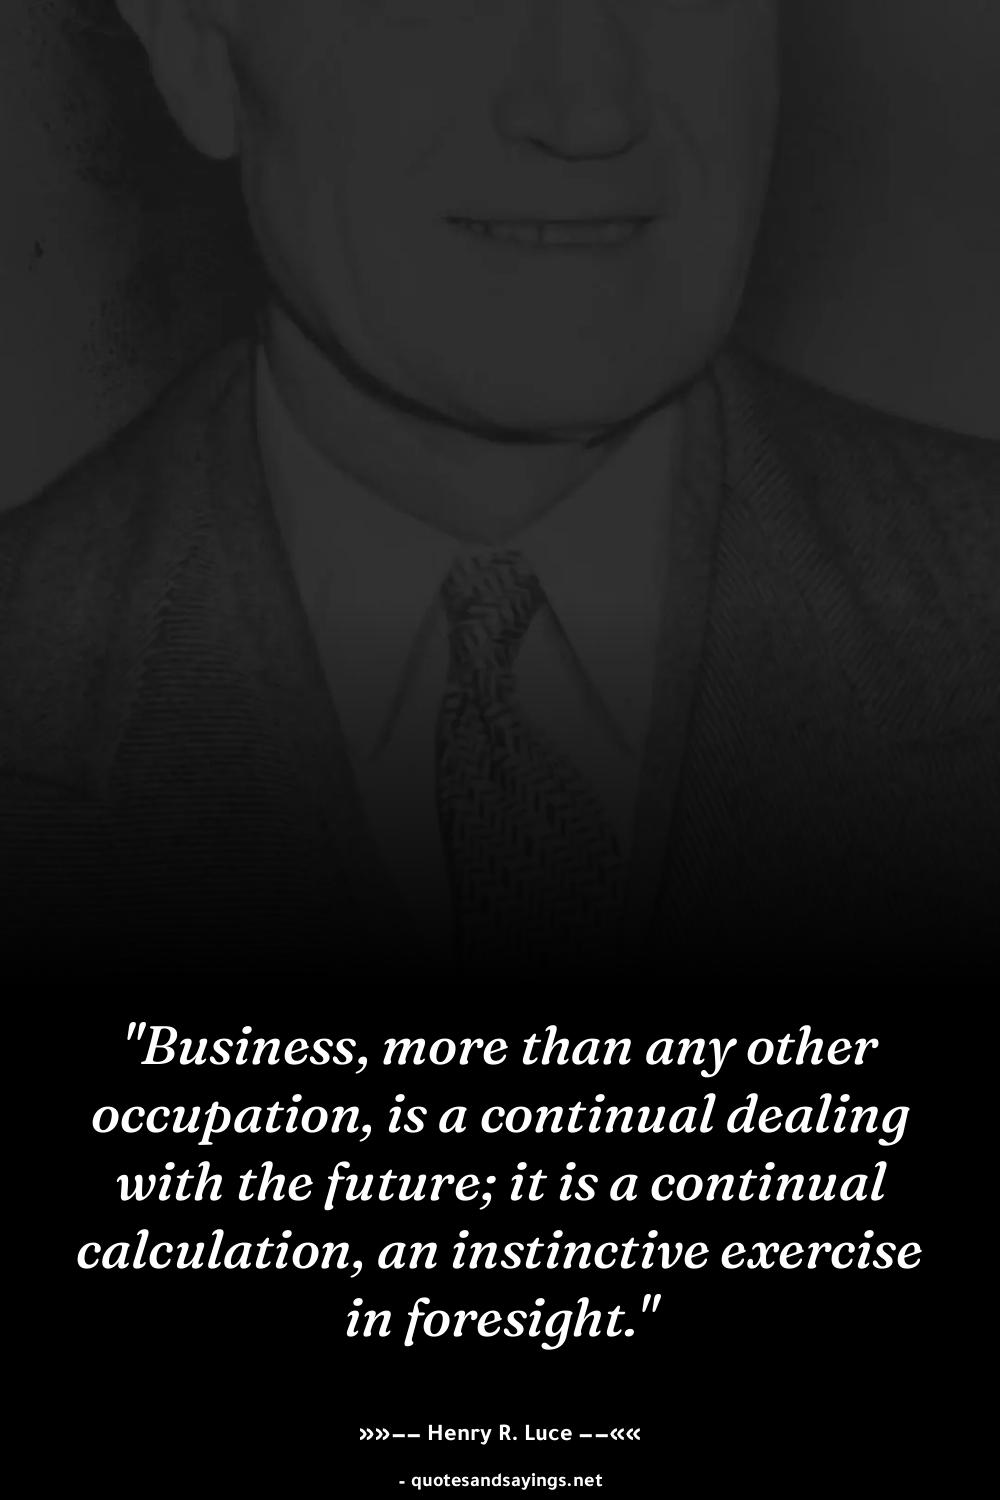 "Business, more than any other
occupation, is a continual dealing
with the future; it is a continual
calculation, an instinctive exercise
in foresight."
»»−− Henry R. Luce −−««
- quotesandsayings.net